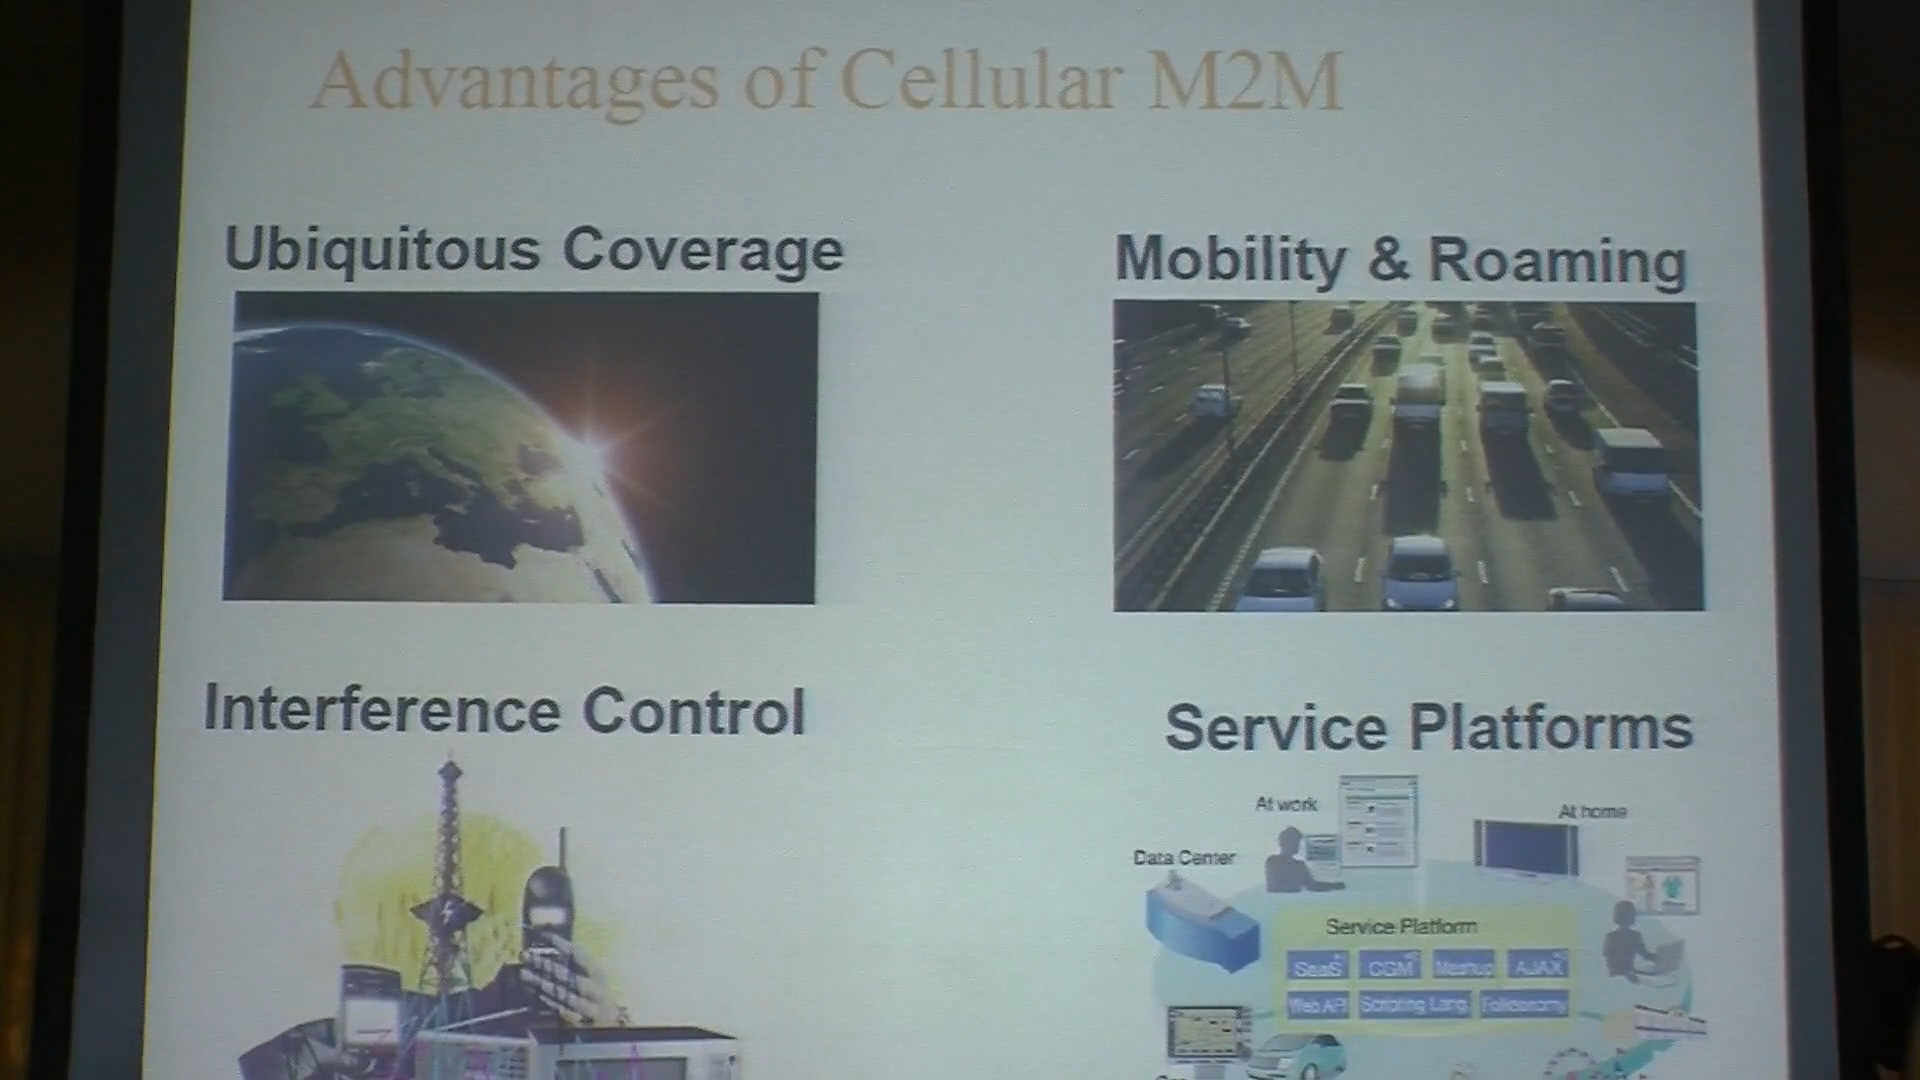 Advantages of Cellular M2M
Ubiquitous Coverage
Mobility & Roaming
Interference Control
Service Platforms
At work
At home
Data Center
Service Platform
SaaS
CGM
Mashup
AJAX
Web API
Scripting Lang
Folksonomy